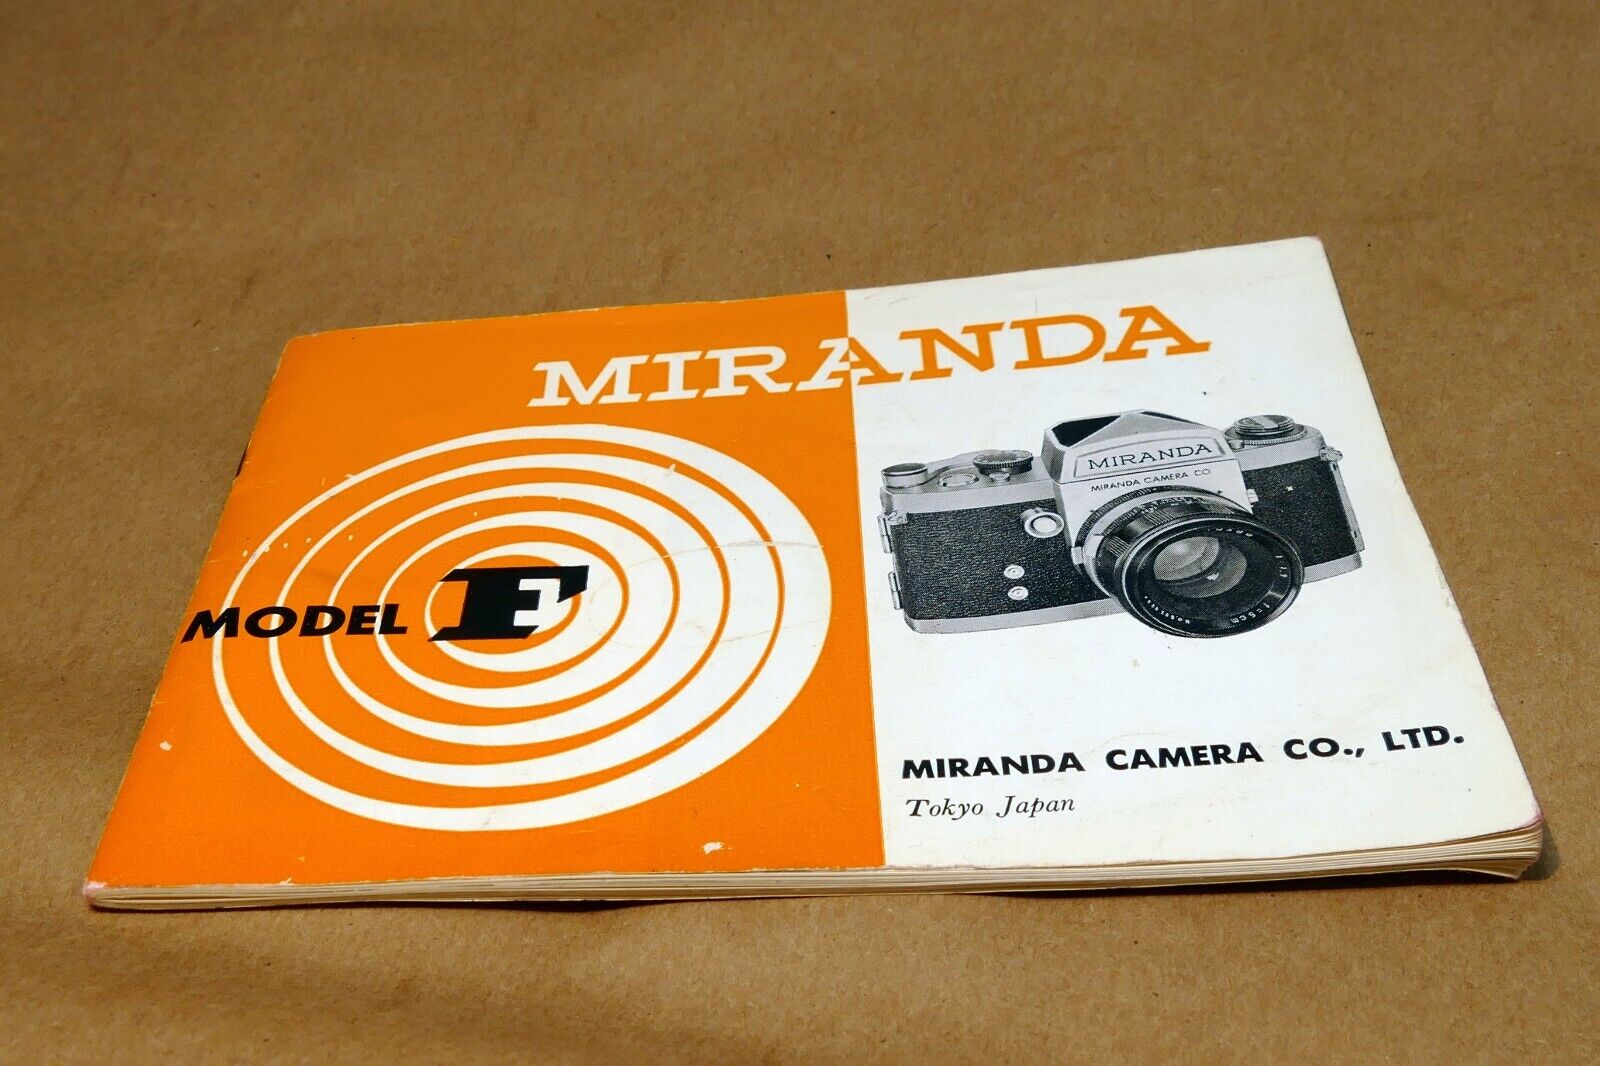 MIRANDA
MODEL F
MIRANDA
MIRANDA CAMERA CO
MIRANDA CAMERA CO., LTD.
Tokyo Japan